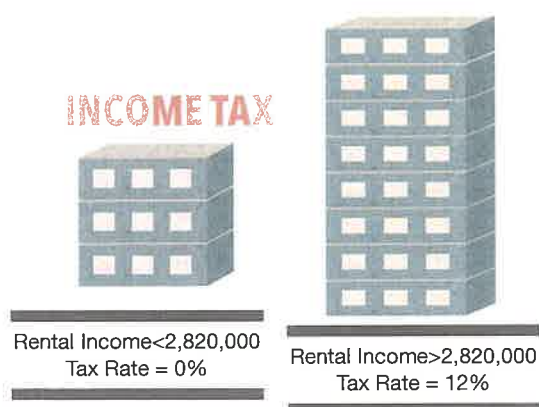 INCOME TAX
Rental Income<2,820,000
Tax Rate = 0%
Rental Income>2,820,000
Tax Rate = 12%